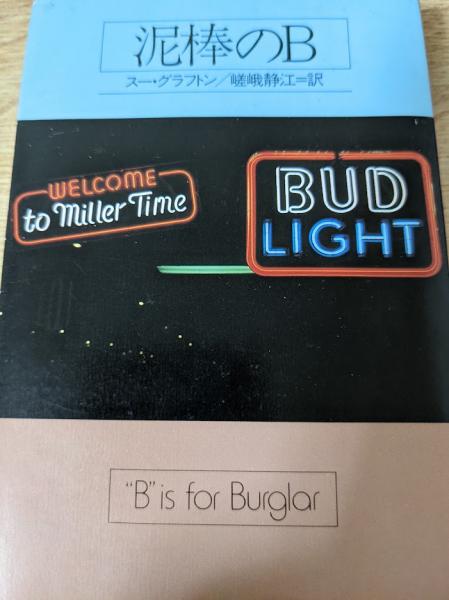 泥棒のB
スー・グラフトン／嵯峨静江＝訳
WELCOME
to Miller Time
BUD
LIGHT
"B" is for Burglar